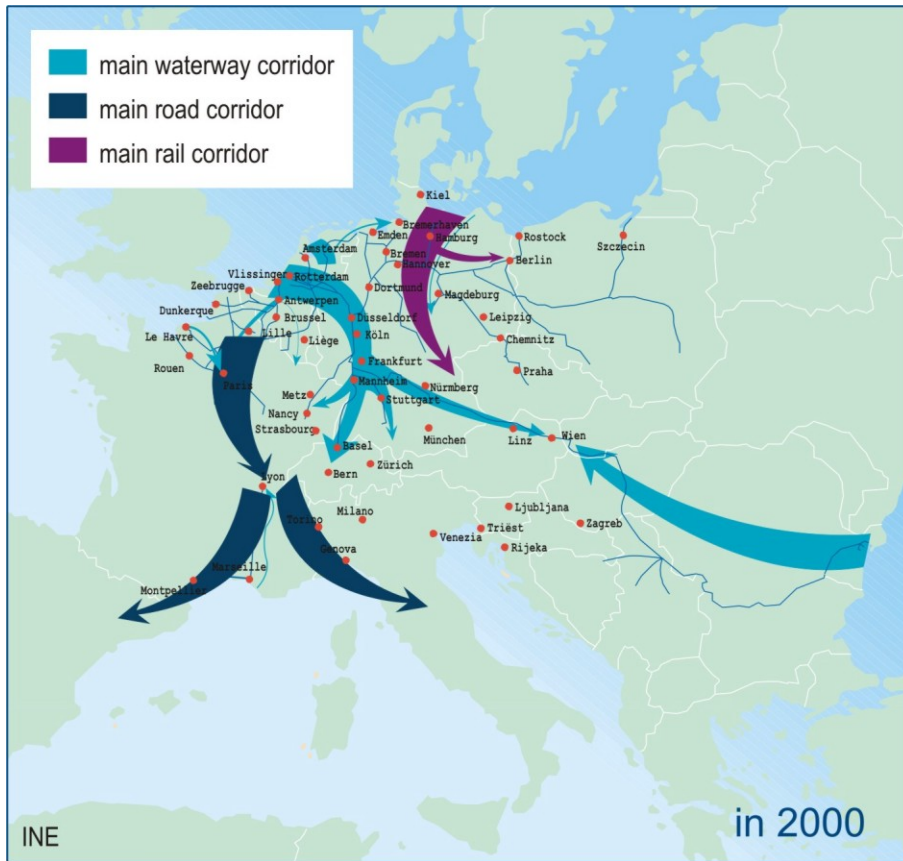 main waterway corridor
main road corridor
main rail corridor
Kiel
Bremerhaven
Emden
Hamburg
Rostock
Szczecin
Amsterdam
Bremen
Hannover
Berlin
Vlissingen
Rotterdam
Zeebrugge
Dortmund
Magdeburg
Antwerpen
Dunkerque
Brussel
Düsseldorf
Leipzig
Le Havre
Lille
Köln
Liège
Chemnitz
Rouen
Frankfurt
Paris
Mannheim
Nürmberg
Praha
Metz
Stuttgart
Nancy
Strasbourg
München
Linz
Wien
Basel
Bern
Zürich
Lyon
Ljubljana
Torino
Milano
Triëst
Zagreb
Venezia
Genova
Rijeka
Marseille
Montpellier
INE
in 2000